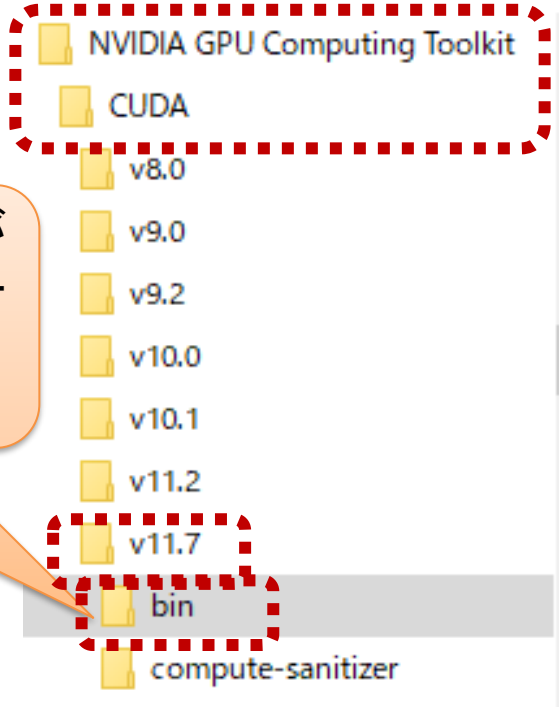 NVIDIA GPU Computing Toolkit
CUDA
v8.0
v9.0
v9.2
v10.0
v10.1
v11.2
v11.7
bin
compute-sanitizer